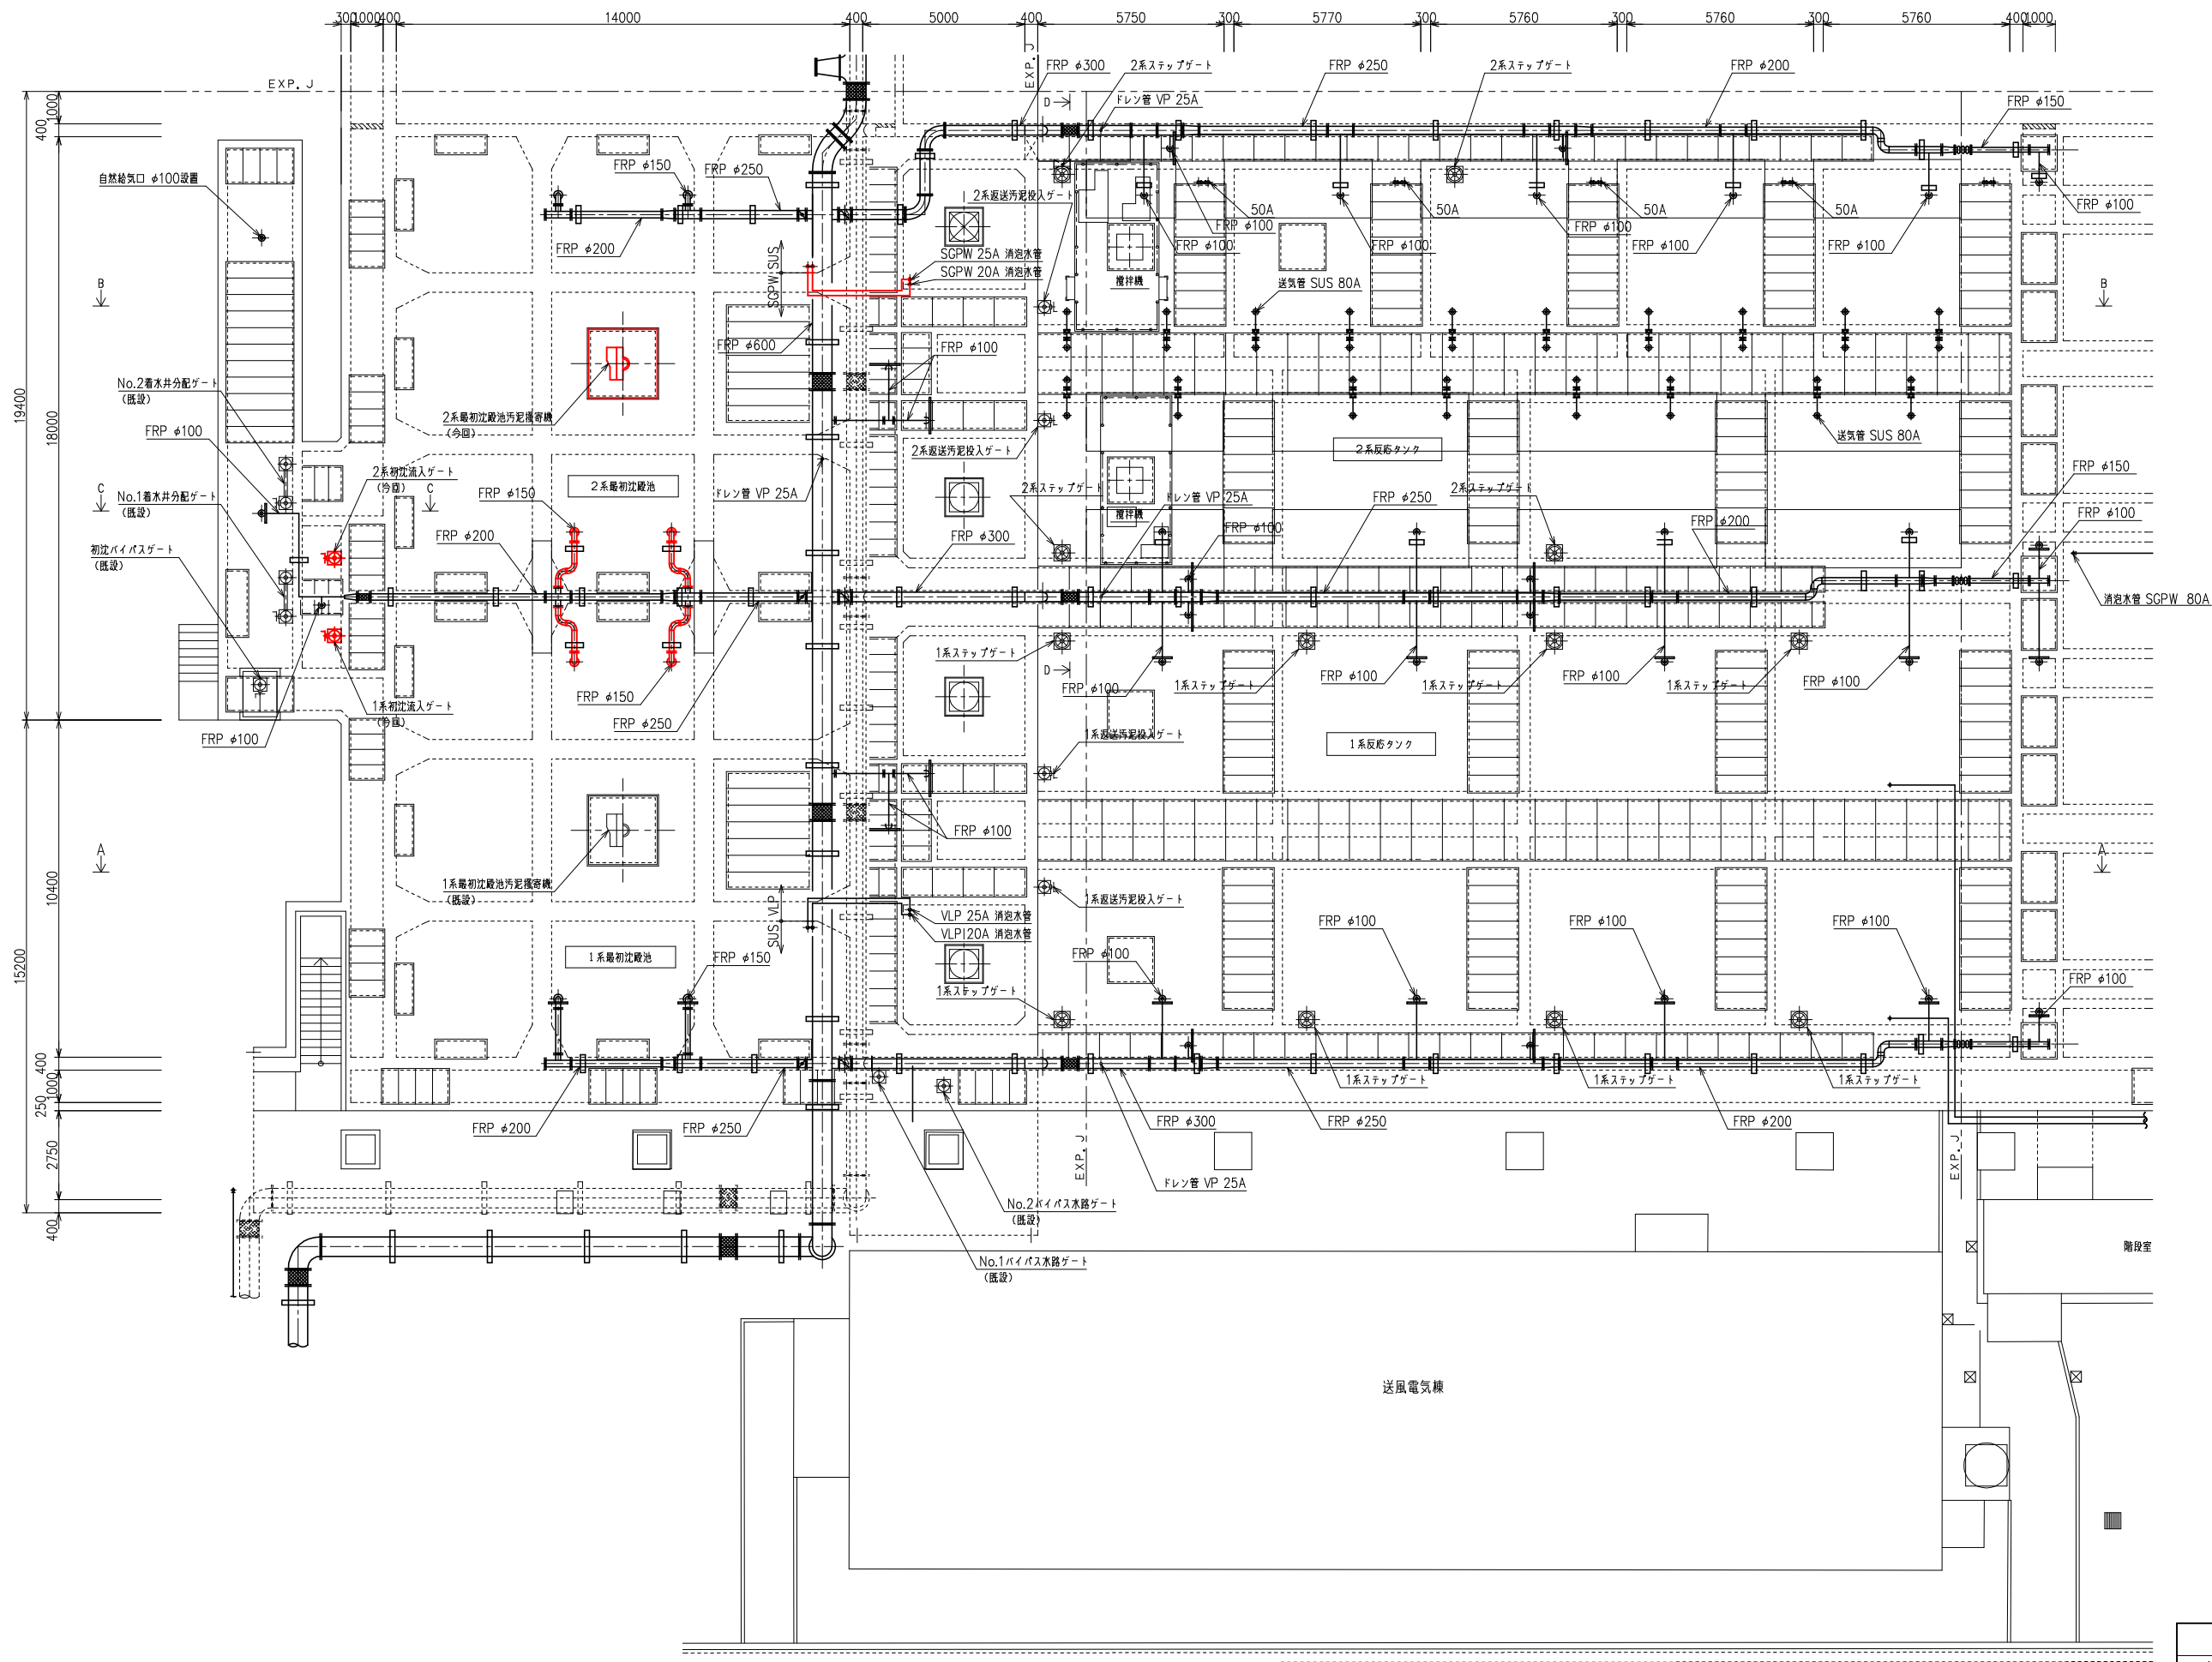 300 1000 400 14000 400 5000 400 5750 300 5770 300 5760 300 5760 300 5760 400 1000
EXP. J
EXP. J
FRP φ300
2系ステップゲート
FRP φ250
2系ステップゲート
FRP φ200
FRP φ150
D
ドレン管 VP 25A
1000
400
自然給気口 φ100設置
FRP φ150
FRP φ250
2系返送汚泥投入ゲート
50A
50A
50A
50A
FRP φ100
FRP φ100
FRP φ100
FRP φ100
FRP φ100
FRP φ100
FRP φ100
FRP φ100
FRP φ200
SGPW SUS
SGPW 25A 消泡水管
SGPW 20A 消泡水管
撹拌機
送気管 SUS 80A
B
B
FRP φ600
FRP φ100
No.2着水井分配ゲート
(既設)
19400
18000
2系最初沈殿池汚泥掻寄機
(今回)
FRP φ100
2系返送汚泥投入ゲート
2系反応タンク
送気管 SUS 80A
2系初沈流入ゲート
(今回)
FRP φ150
C
C
No.1着水井分配ゲート
(既設)
FRP φ150
2系最初沈殿池
ドレン管 VP 25A
2系ステップゲート
ドレン管 VP 25A
FRP φ250
2系ステップゲート
撹拌機
FRP φ100
FRP φ200
FRP φ100
初沈バイパスゲート
(既設)
FRP φ200
FRP φ300
消泡水管 SGPW 80A
1系ステップゲート
D
FRP φ100
1系ステップゲート
FRP φ100
1系ステップゲート
FRP φ100
1系ステップゲート
FRP φ100
FRP φ150
1系初沈流入ゲート
(今回)
FRP φ250
FRP φ100
1系返送汚泥投入ゲート
1系反応タンク
FRP φ100
A
A
10400
15200
1系最初沈殿池汚泥掻寄機
(既設)
1系返送汚泥投入ゲート
SUS VLP
VLP 25A 消泡水管
VLP 20A 消泡水管
FRP φ100
FRP φ100
FRP φ100
FRP φ100
1系最初沈殿池
FRP φ150
1系ステップゲート
FRP φ100
400
1000
250
1系ステップゲート
1系ステップゲート
1系ステップゲート
FRP φ200
FRP φ250
FRP φ300
FRP φ250
FRP φ200
2750
EXP. J
EXP. J
ドレン管 VP 25A
400
No.2バイパス水路ゲート
(既設)
No.1バイパス水路ゲート
(既設)
階段室
送風電気棟